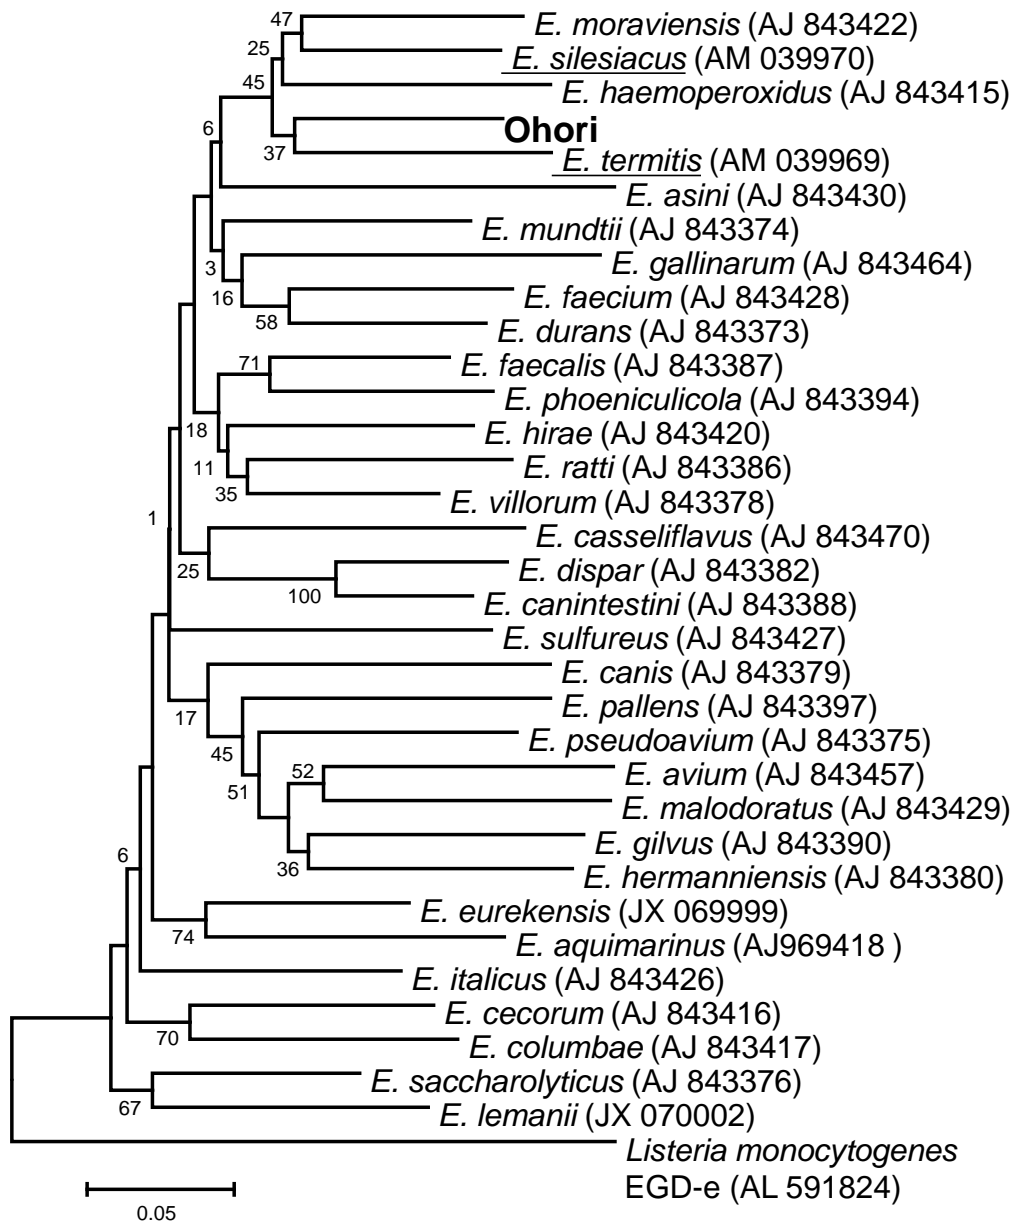 47
E. moraviensis (AJ 843422)
25
E. silesiacus (AM 039970)
45
E. haemoperoxidus (AJ 843415)
6
Ohori
37
E. termitis (AM 039969)
E. asini (AJ 843430)
E. mundtii (AJ 843374)
3
E. gallinarum (AJ 843464)
16
E. faecium (AJ 843428)
58
E. durans (AJ 843373)
71
E. faecalis (AJ 843387)
E. phoeniculicola (AJ 843394)
18
E. hirae (AJ 843420)
11
E. ratti (AJ 843386)
35
E. villorum (AJ 843378)
1
E. casseliflavus (AJ 843470)
25
E. dispar (AJ 843382)
100
E. canintestini (AJ 843388)
E. sulfureus (AJ 843427)
E. canis (AJ 843379)
17
E. pallens (AJ 843397)
45
E. pseudoavium (AJ 843375)
52
E. avium (AJ 843457)
51
E. malodoratus (AJ 843429)
E. gilvus (AJ 843390)
6
36
E. hermanniensis (AJ 843380)
E. eurekensis (JX 069999)
74
E. aquimarinus (AJ969418 )
E. italicus (AJ 843426)
E. cecorum (AJ 843416)
70
E. columbae (AJ 843417)
E. saccharolyticus (AJ 843376)
67
E. lemanii (JX 070002)
Listeria monocytogenes
EGD-e (AL 591824)
0.05